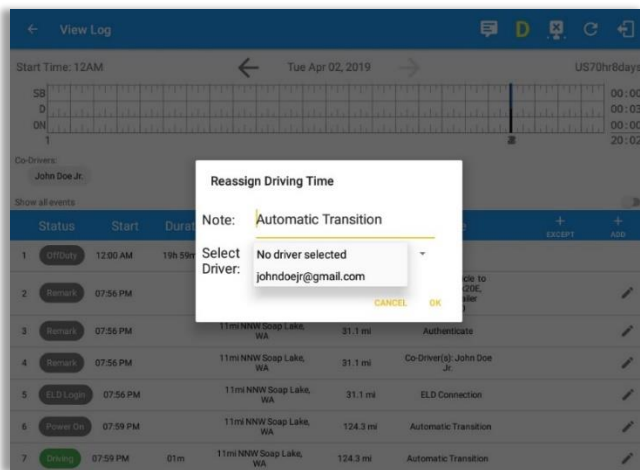 View Log
D
Start Time: 12AM
Tue Apr 02, 2019
US70hr8days
SB
00:00
D
00:03
ON
00:00
1
20:02
Co-Drivers:
John Doe Jr.
Show all events
Reassign Driving Time
Note: Automatic Transition
Select Driver:
No driver selected
johndoejr@gmail.com
CANCEL OK
Status Start Durat
EXCEPT ADD
1 OffDuty 12:00 AM 19h 59m
2 Remark 07:56 PM
3 Remark 07:56 PM 11mi NNW Soap Lake, WA 31.1 mi Authenticate
4 Remark 07:56 PM 11mi NNW Soap Lake, WA 31.1 mi Co-Driver(s): John Doe Jr.
5 ELD Login 07:56 PM 11mi NNW Soap Lake, WA 31.1 mi ELD Connection
6 Power On 07:59 PM 11mi NNW Soap Lake, WA 124.3 mi Automatic Transition
7 Driving 07:59 PM 01m 11mi NNW Soap Lake, WA 124.3 mi Automatic Transition